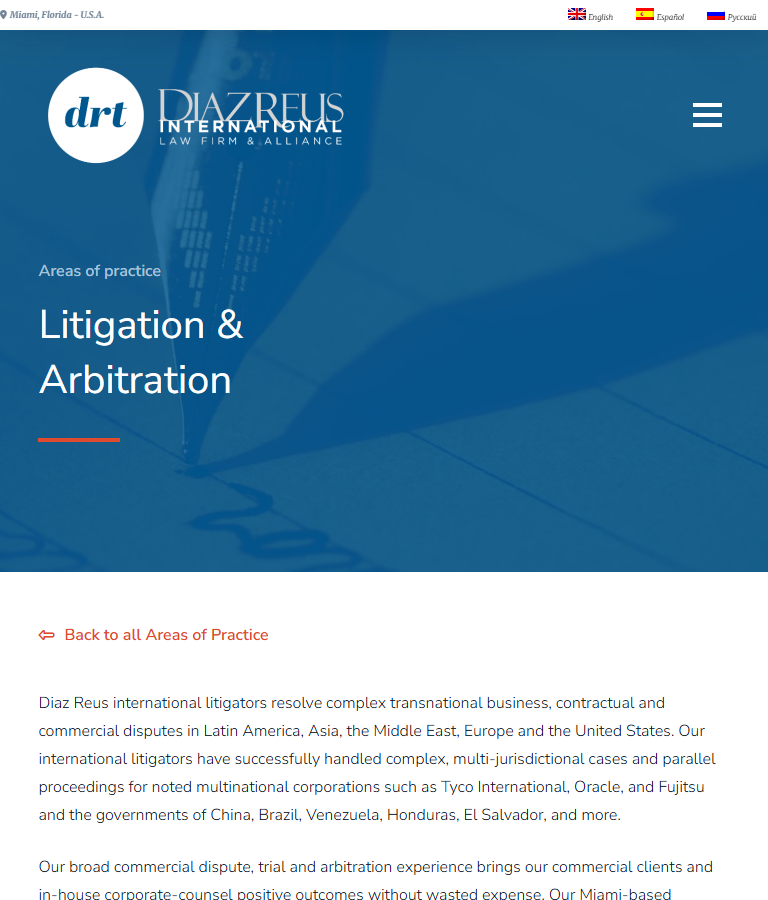 Miami, Florida - U.S.A.
English
Español
Русский
drt
DIAZREUS
INTERNATIONAL
LAW FIRM & ALLIANCE
Areas of practice
Litigation &
Arbitration
Back to all Areas of Practice
Diaz Reus international litigators resolve complex transnational business, contractual and
commercial disputes in Latin America, Asia, the Middle East, Europe and the United States. Our
international litigators have successfully handled complex, multi-jurisdictional cases and parallel
proceedings for noted multinational corporations such as Tyco International, Oracle, and Fujitsu
and the governments of China, Brazil, Venezuela, Honduras, El Salvador, and more.
Our broad commercial dispute, trial and arbitration experience brings our commercial clients and
in-house corporate-counsel positive outcomes without wasted expense. Our Miami-based